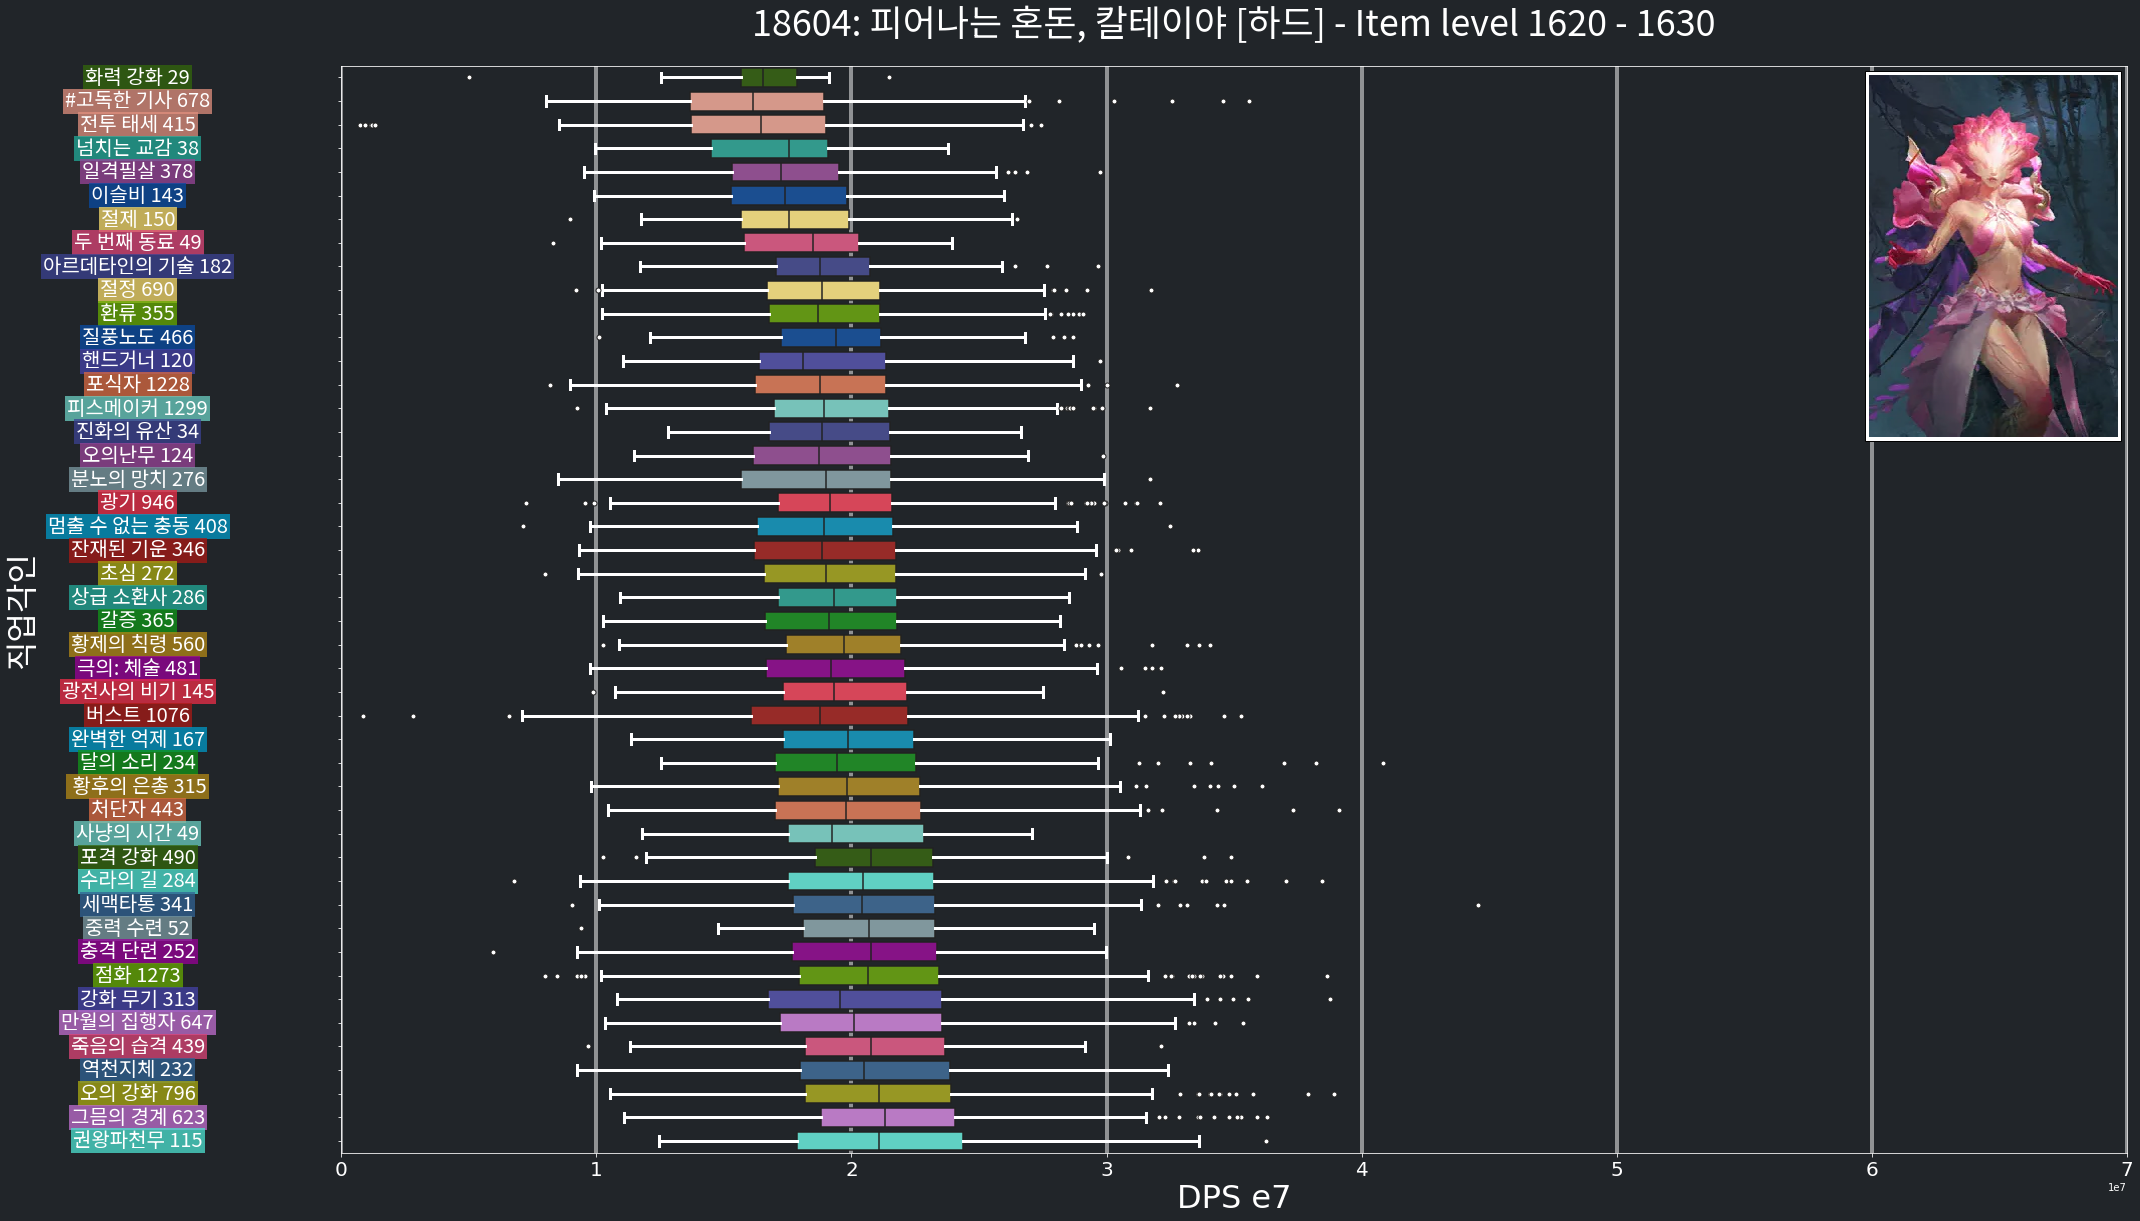 18604: 피어나는 혼돈, 칼테이야 [하드] - Item level 1620 - 1630
직업각인
화력 강화 29
#고독한 기사 678
전투 태세 415
넘치는 교감 38
일격필살 378
이슬비 143
절제 150
두 번째 동료 49
아르데타인의 기술 182
절정 690
환류 355
질풍노도 466
핸드거너 120
포식자 1228
피스메이커 1299
진화의 유산 34
오의난무 124
분노의 망치 276
광기 946
멈출 수 없는 충동 408
잔재된 기운 346
초심 272
상급 소환사 286
갈증 365
황제의 칙령 560
극의: 체술 481
광전사의 비기 145
버스트 1076
완벽한 억제 167
달의 소리 234
황후의 은총 315
처단자 443
사냥의 시간 49
포격 강화 490
수라의 길 284
세맥타통 341
중력 수련 52
충격 단련 252
점화 1273
강화 무기 313
만월의 집행자 647
죽음의 습격 439
역천지체 232
오의 강화 796
그믐의 경계 623
권왕파천무 115
0 1 2 3 4 5 6 7
1e7
DPS e7